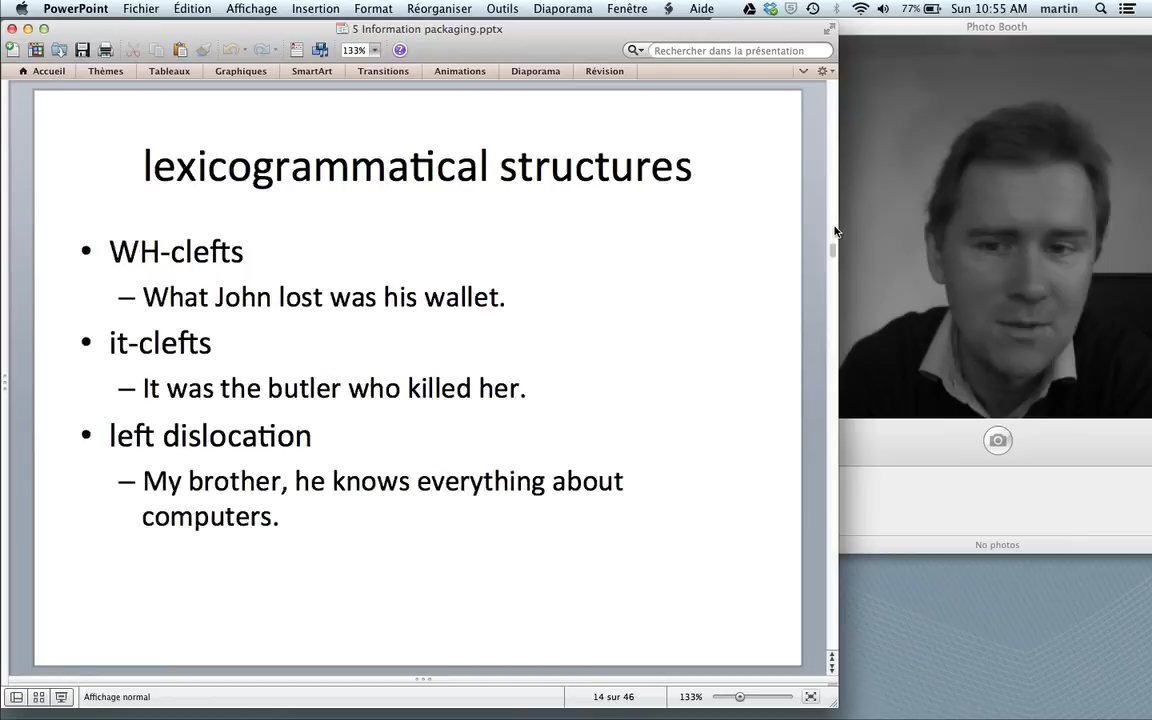 PowerPoint Fichier Édition Affichage Insertion Format Réorganiser Outils Diaporama Fenêtre Aide 77% Sun 10:55 AM martin
5 Information packaging.pptx
Photo Booth
133% Rechercher dans la présentation
Accueil Thèmes Tableaux Graphiques SmartArt Transitions Animations Diaporama Révision
lexicogrammatical structures
• WH-clefts
– What John lost was his wallet.
• it-clefts
– It was the butler who killed her.
• left dislocation
– My brother, he knows everything about
computers.
No photos
Affichage normal 14 sur 46 133%